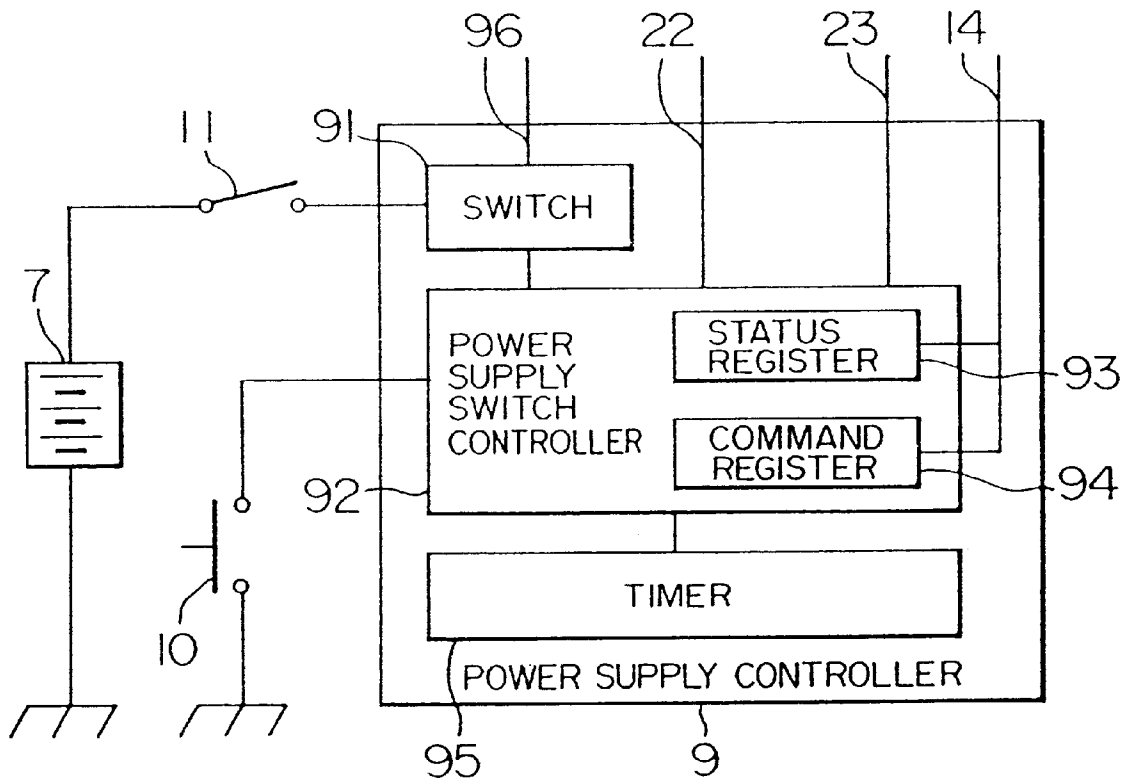 96
22
23
14
11
91
SWITCH
7
POWER
SUPPLY
SWITCH
CONTROLLER
STATUS
REGISTER
93
COMMAND
REGISTER
94
92
10
TIMER
POWER SUPPLY CONTROLLER
95
9